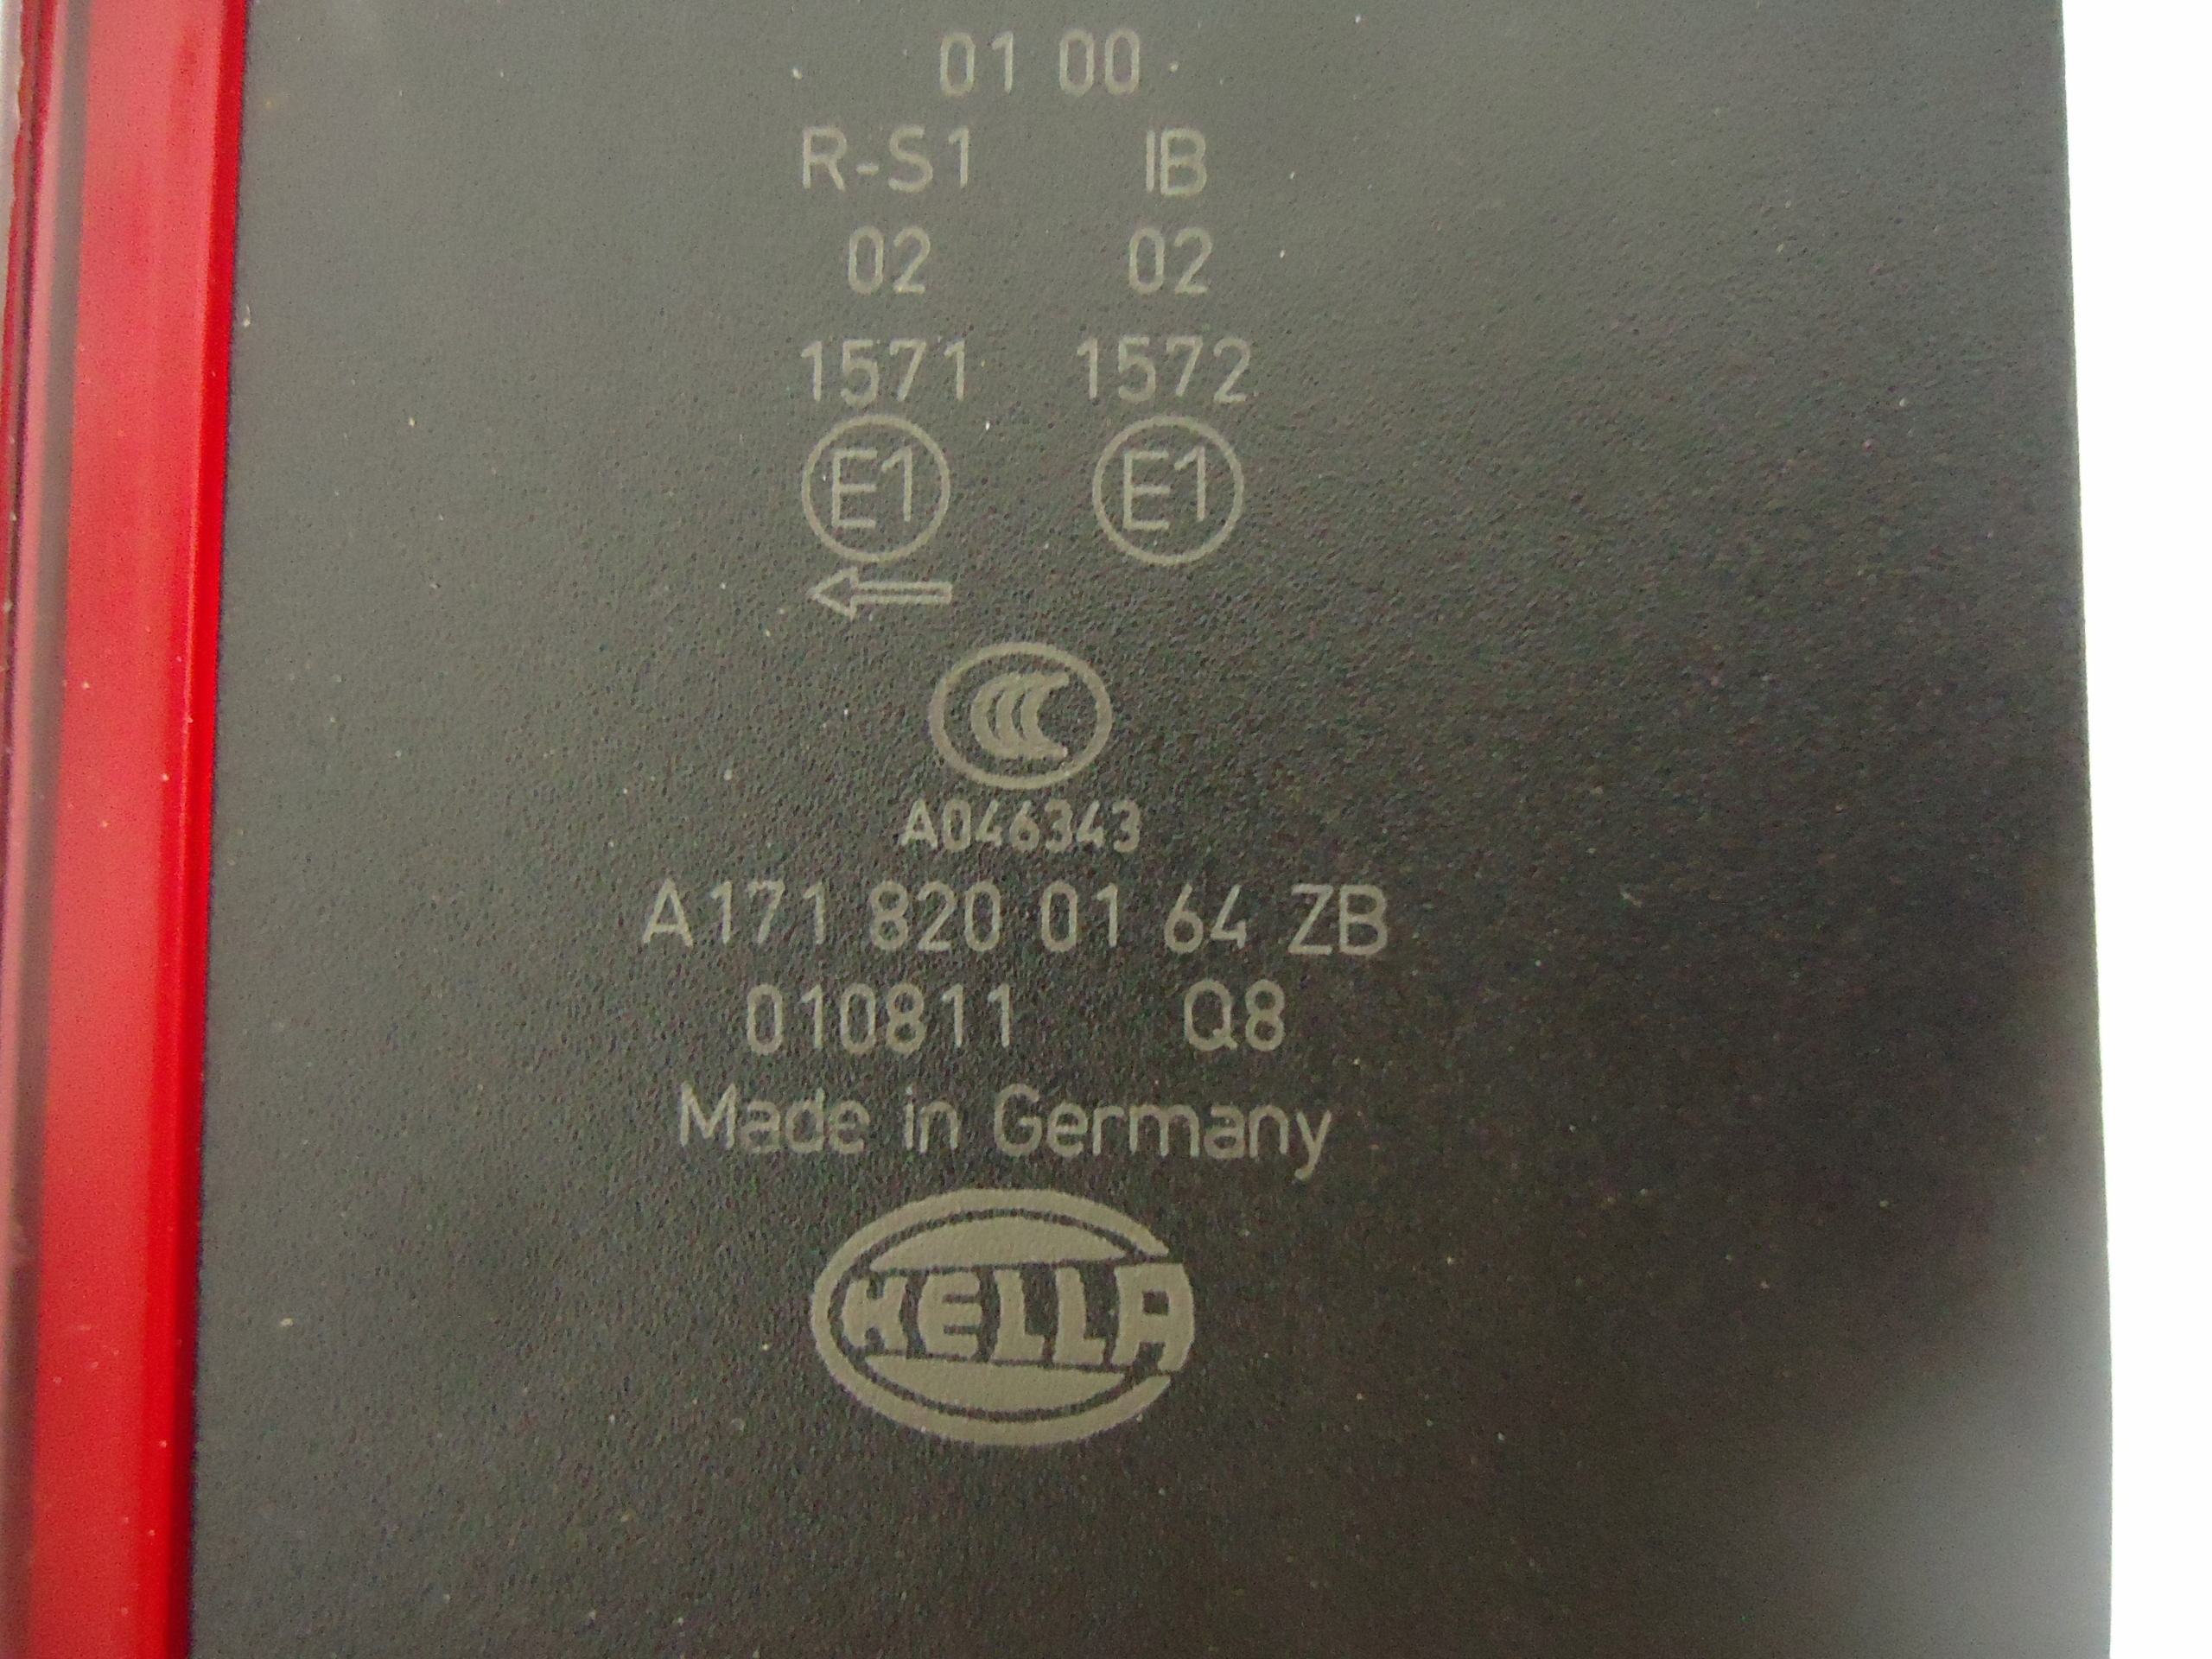 01 00
R-S1 IB
02 02
1571 1572
E1 E1
CCC
A046343
A171 820 01 64 ZB
010811 Q8
Made in Germany
HELLA